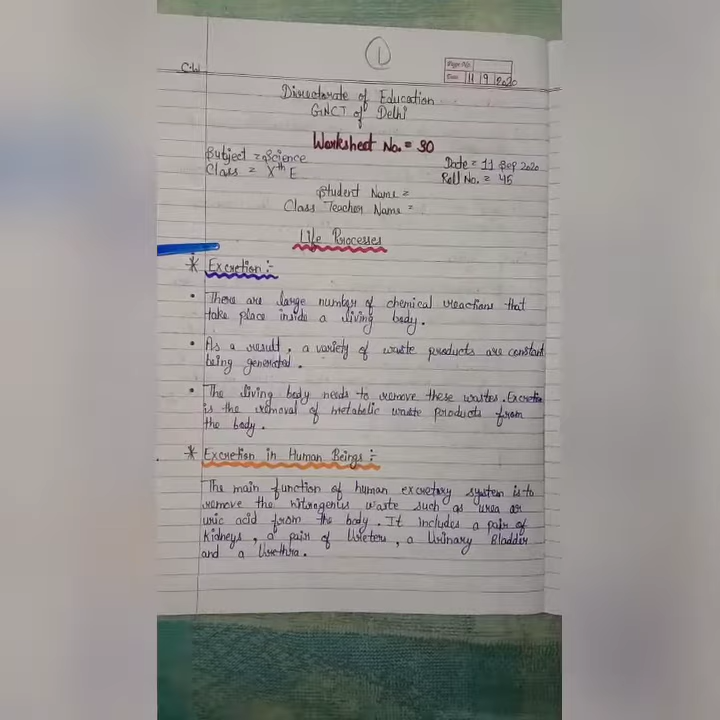 1
C.W
Page No.
Date 11 9 2020
Directorate of Education
GNCT of Delhi
Worksheet No. = 30
Subject = Science
Date = 11 Sep 2020
Class = Xth E
Roll No. = 45
Student Name =
Class Teacher Name =
Life Processes
* Excretion :-
• There are large number of chemical reactions that
take place inside a living body.
• As a result, a variety of waste products are constant
being generated.
• The living body needs to remove these wastes. Excretion
is the removal of metabolic waste products from
the body.
* Excretion in Human Beings :-
The main function of human excretory system is to
remove the nitrogenius waste such as urea or
uric acid from the body. It includes a pair of
Kidneys, a pair of Ureters, a Urinary Bladder
and a Urethra.